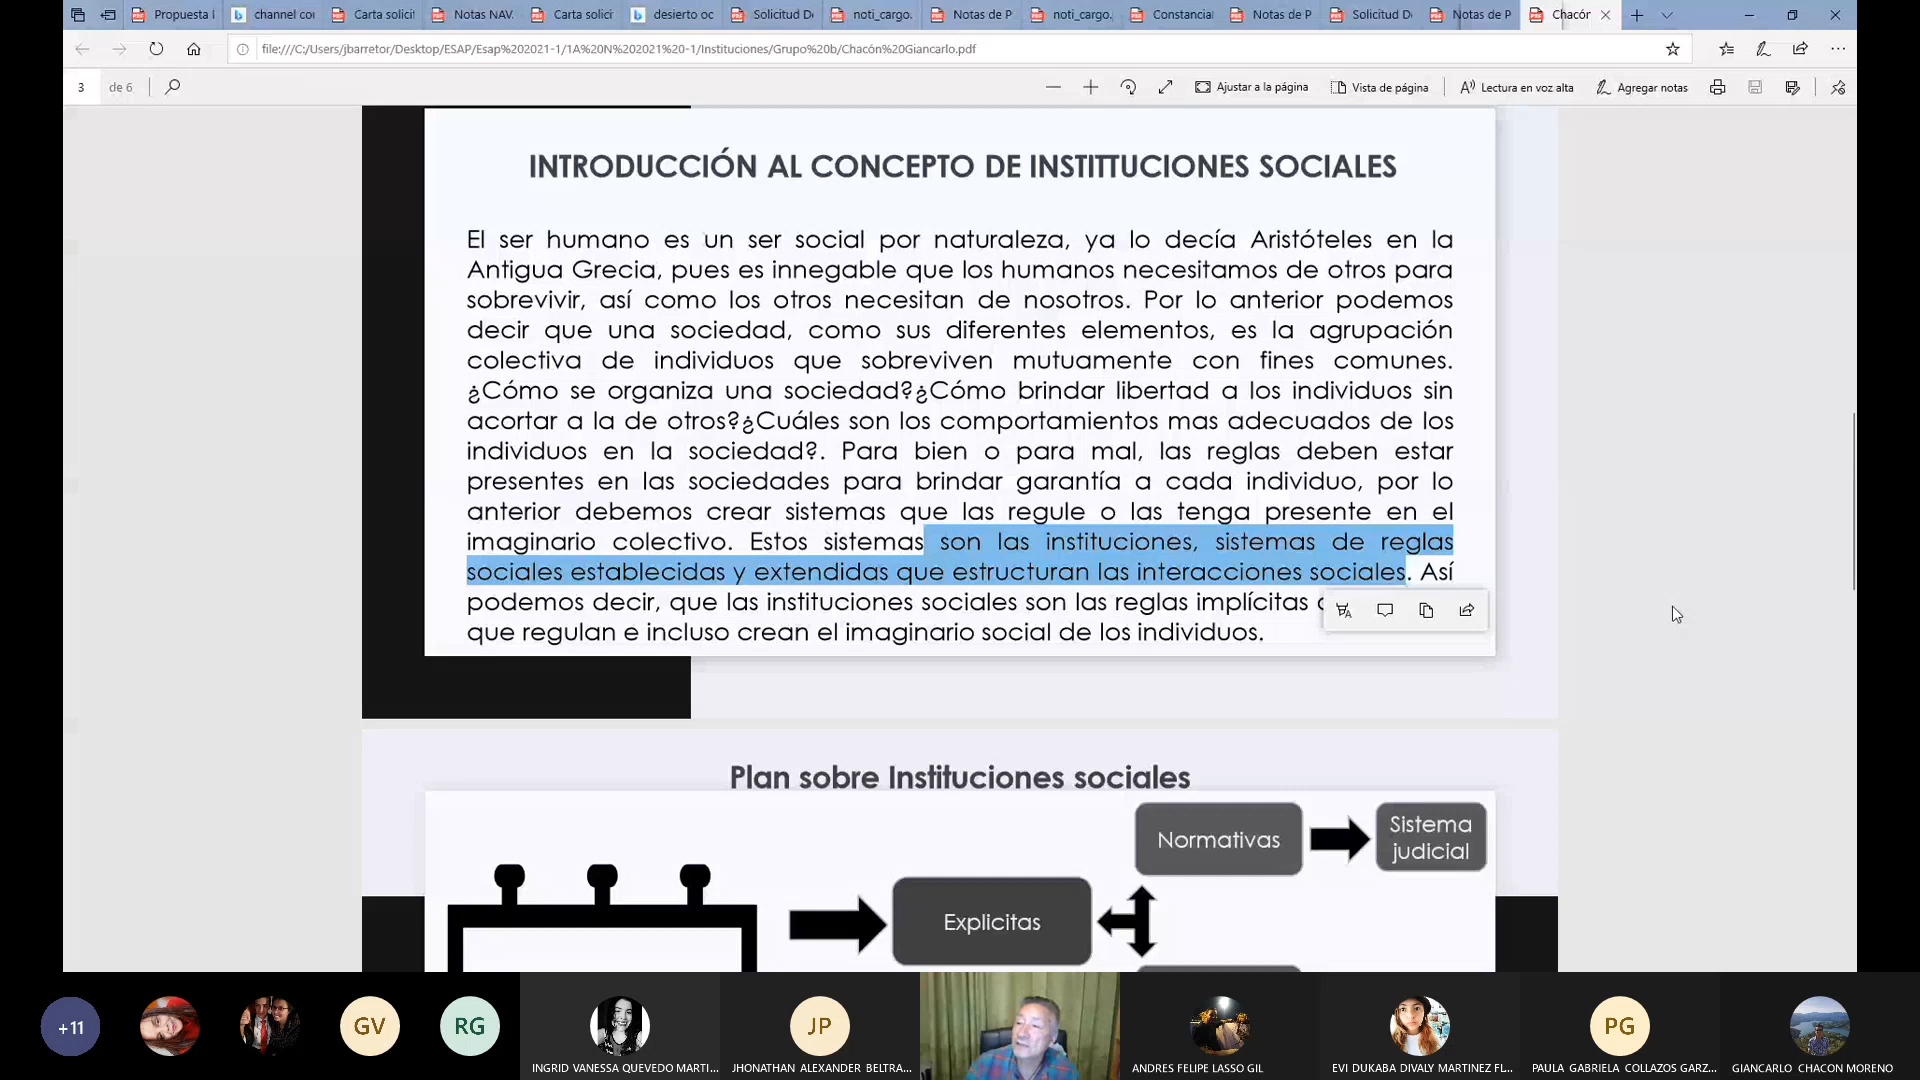 Propuesta
channel co
Carta solicit
Notas NAV.
Carta solici
desierto oc
Solicitud D
noti_cargo.
Notas de P
noti_cargo.
Constancia
Notas de P
Solicitud D
Notas de P
Chacór
file:///C:/Users/jbarretor/Desktop/ESAP/Esap%202021-1/1A%20N%202021%20-1/Instituciones/Grupo%20b/Chacón%20Giancarlo.pdf
3 de 6
Ajustar a la página
Vista de página
Lectura en voz alta
Agregar notas
INTRODUCCIÓN AL CONCEPTO DE INSTITTUCIONES SOCIALES
El ser humano es un ser social por naturaleza, ya lo decía Aristóteles en la
Antigua Grecia, pues es innegable que los humanos necesitamos de otros para
sobrevivir, así como los otros necesitan de nosotros. Por lo anterior podemos
decir que una sociedad, como sus diferentes elementos, es la agrupación
colectiva de individuos que sobreviven mutuamente con fines comunes.
¿Cómo se organiza una sociedad?¿Cómo brindar libertad a los individuos sin
acortar a la de otros?¿Cuáles son los comportamientos mas adecuados de los
individuos en la sociedad?. Para bien o para mal, las reglas deben estar
presentes en las sociedades para brindar garantía a cada individuo, por lo
anterior debemos crear sistemas que las regule o las tenga presente en el
imaginario colectivo. Estos sistemas son las instituciones, sistemas de reglas
sociales establecidas y extendidas que estructuran las interacciones sociales. Así
podemos decir, que las instituciones sociales son las reglas implícitas
que regulan e incluso crean el imaginario social de los individuos.
Plan sobre Instituciones sociales
Normativas
Sistema
judicial
Explicitas
+11
GV
RG
JP
PG
INGRID VANESSA QUEVEDO MARTI...
JHONATHAN ALEXANDER BELTRA...
ANDRES FELIPE LASSO GIL
EVI DUKABA DIVALY MARTINEZ FL...
PAULA GABRIELA COLLAZOS GARZ...
GIANCARLO CHACON MORENO